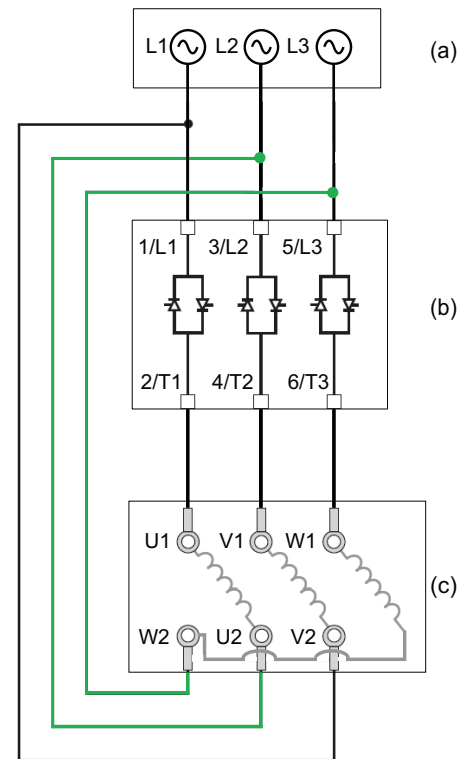 L1 L2 L3 (a)
1/L1 3/L2 5/L3
(b)
2/T1 4/T2 6/T3
U1 V1 W1
(c)
W2 U2 V2